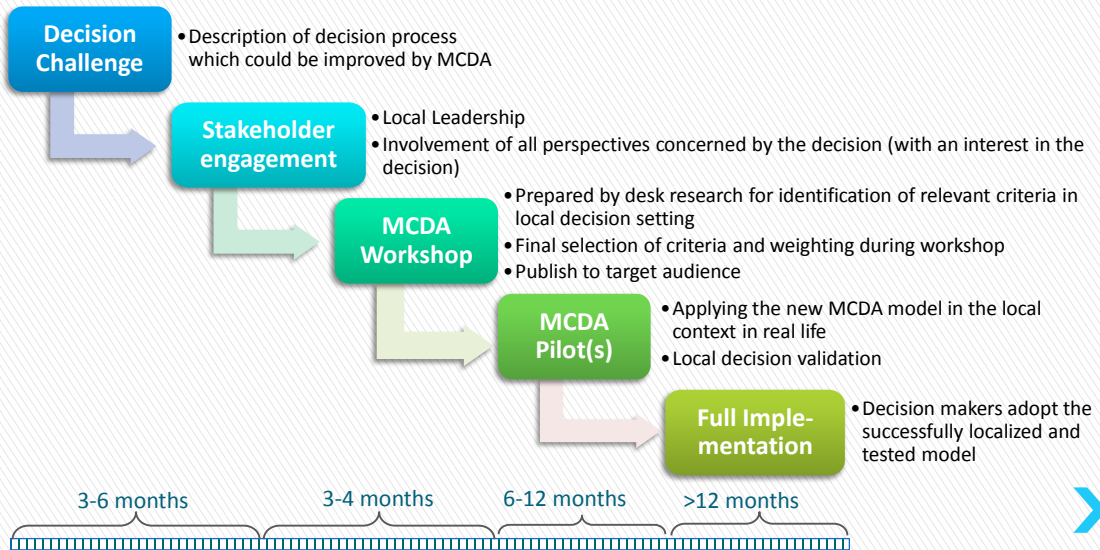 Decision
Challenge
•Description of decision process
which could be improved by MCDA
Stakeholder
engagement
•Local Leadership
•Involvement of all perspectives concerned by the decision (with an interest in the
decision)
MCDA
Workshop
•Prepared by desk research for identification of relevant criteria in
local decision setting
•Final selection of criteria and weighting during workshop
•Publish to target audience
MCDA
Pilot(s)
•Applying the new MCDA model in the local
context in real life
•Local decision validation
Full Imple-
mentation
•Decision makers adopt the
successfully localized and
tested model
3-6 months
3-4 months
6-12 months
>12 months